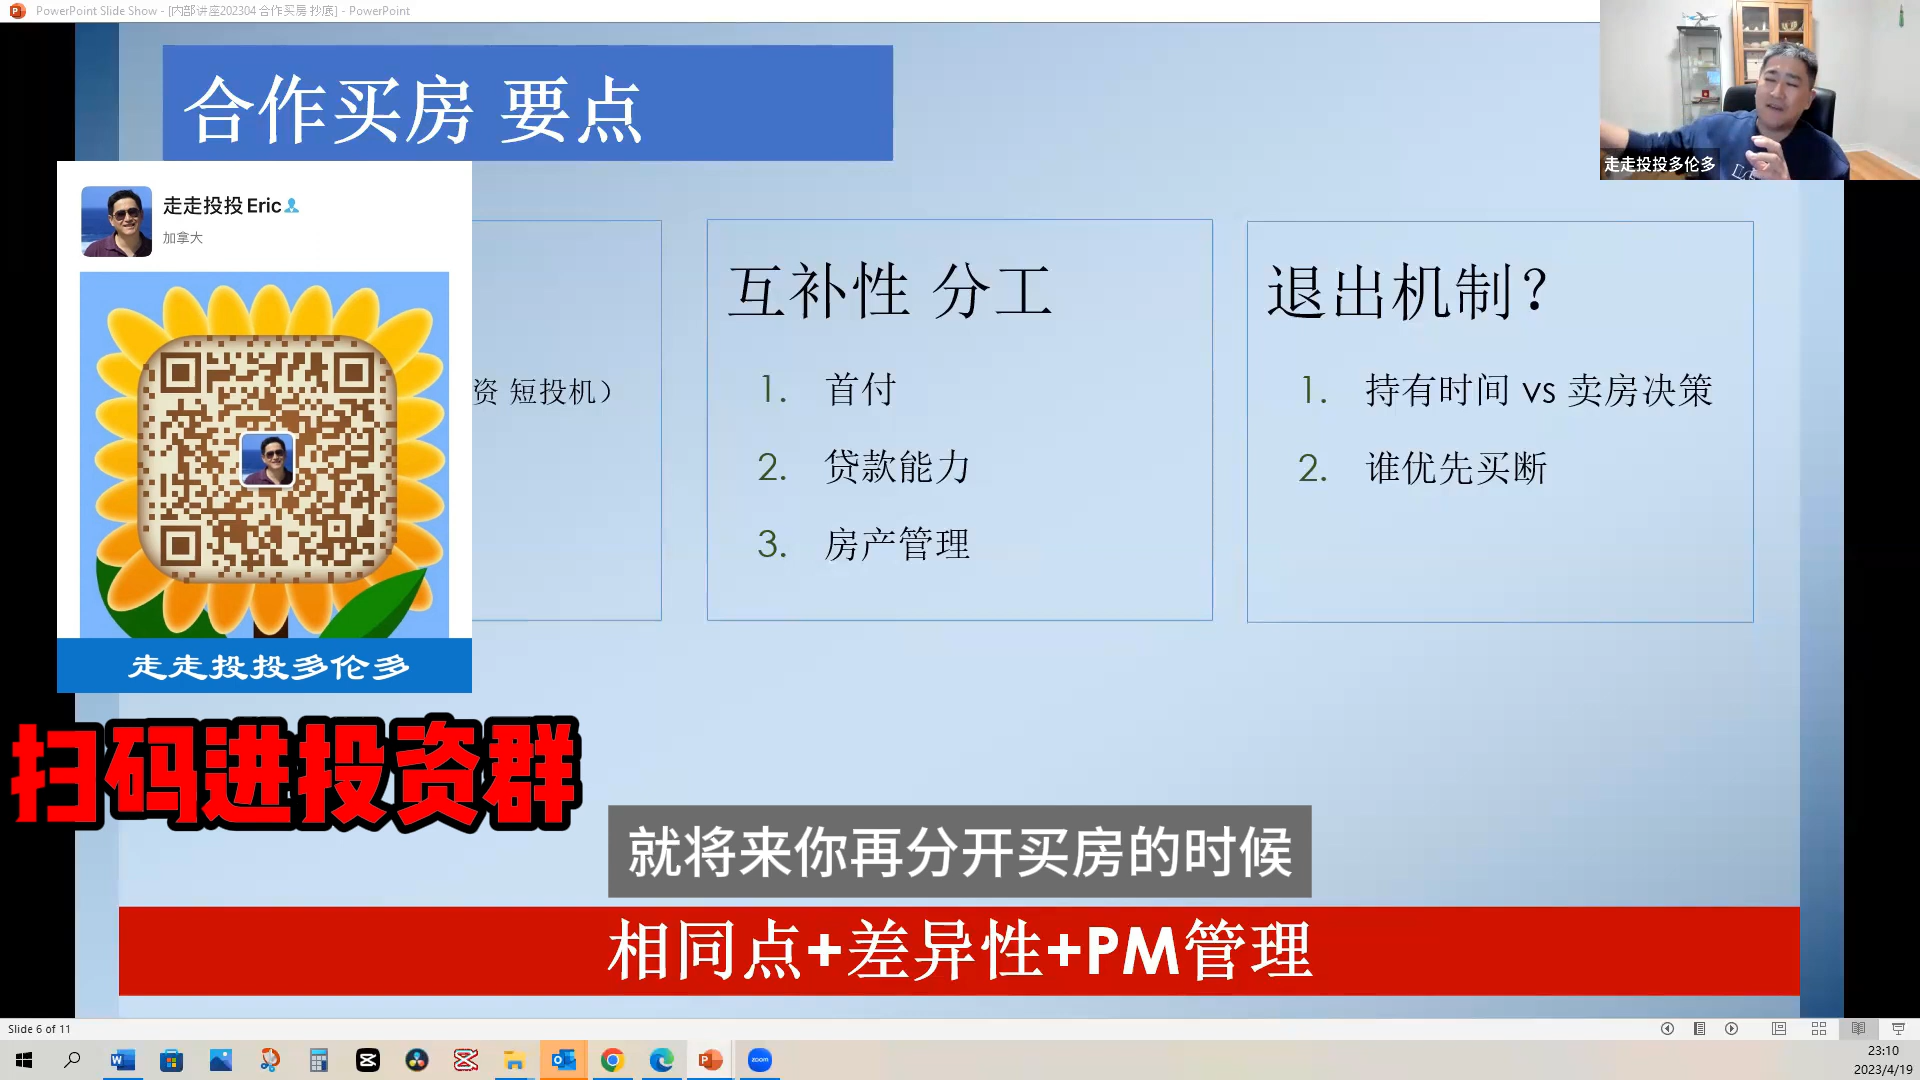 PowerPoint Slide Show - [内部讲座202304 合作买房 抄底] - PowerPoint
合作买房 要点
走走投投多伦多
走走投投 Eric
加拿大
走走投投多伦多
扫码进投资群
资 短投机）
互补性 分工
1. 首付
2. 贷款能力
3. 房产管理
退出机制？
1. 持有时间 vs 卖房决策
2. 谁优先买断
就将来你再分开买房的时候
相同点+差异性+PM管理
Slide 6 of 11
23:10
2023/4/19
zoom